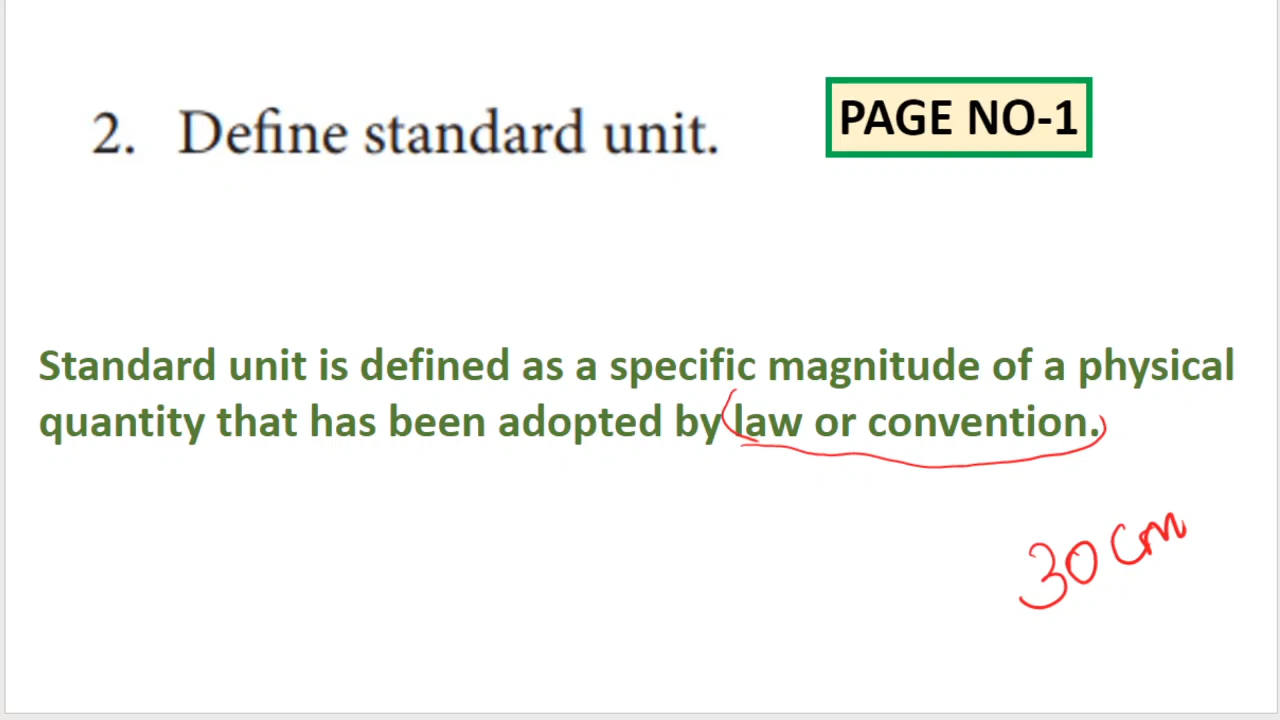 2. Define standard unit.
PAGE NO-1
Standard unit is defined as a specific magnitude of a physical
quantity that has been adopted by law or convention.
30 cm